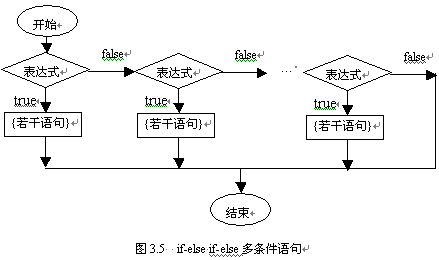 开始
false
false
false
表达式
表达式
…
表达式
true
true
true
{若干语句}
{若干语句}
{若干语句}
结束
图 3.5 if-else if-else 多条件语句